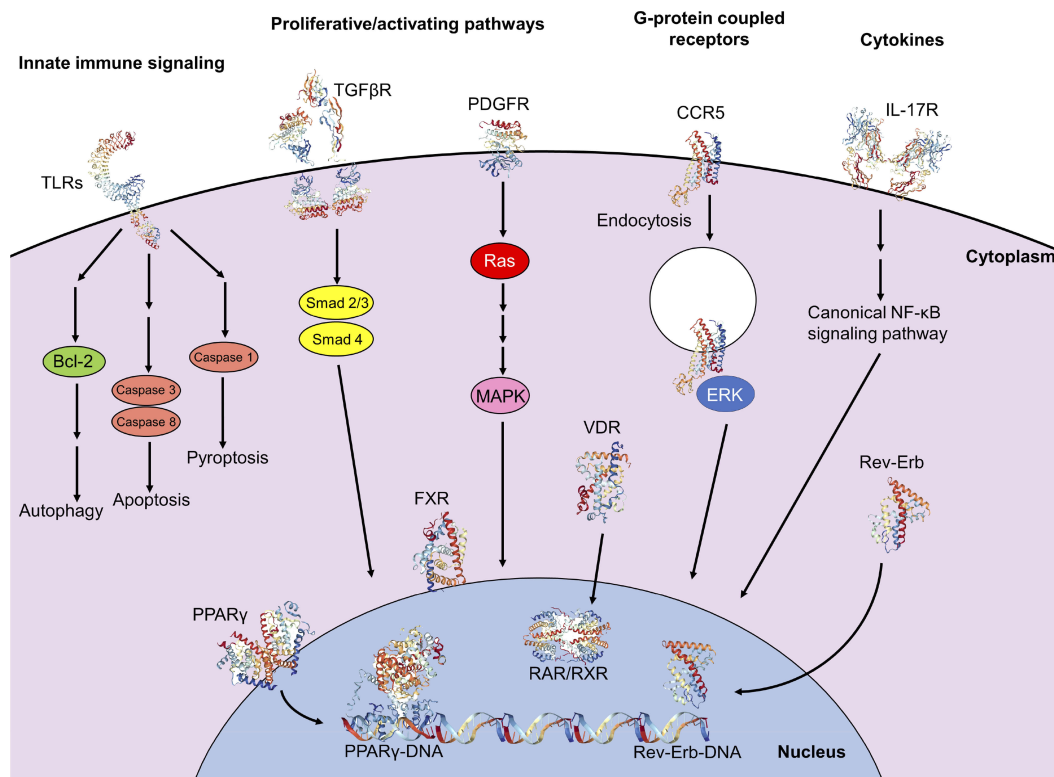 Proliferative/activating pathways
G-protein coupled
receptors
Cytokines
Innate immune signaling
TGFβR
PDGFR
CCR5
IL-17R
TLRs
Endocytosis
Cytoplasm
Ras
Smad 2/3
Smad 4
Canonical NF-κB
signaling pathway
Bcl-2
Caspase 1
Caspase 3
Caspase 8
MAPK
ERK
VDR
Pyroptosis
Rev-Erb
Apoptosis
Autophagy
FXR
PPARγ
RAR/RXR
PPARγ-DNA
Rev-Erb-DNA
Nucleus